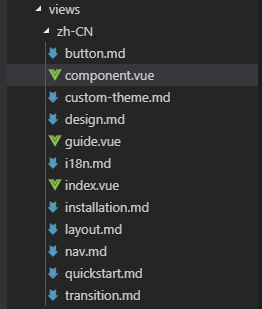 views
zh-CN
button.md
component.vue
custom-theme.md
design.md
guide.vue
i18n.md
index.vue
installation.md
layout.md
nav.md
quickstart.md
transition.md